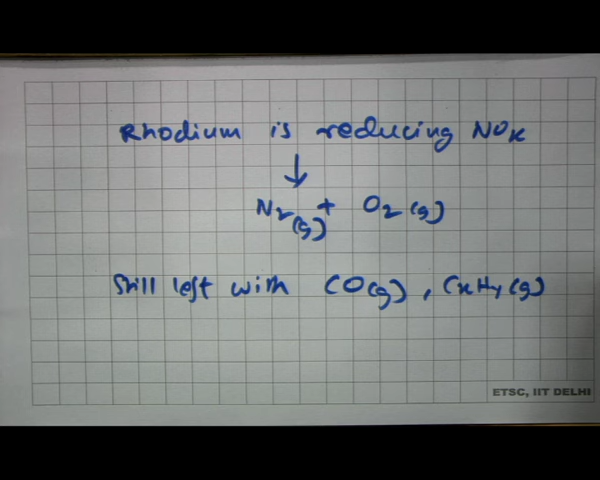 Rhodium is reducing NOx
↓
N2(g) + O2(g)
Still left with CO(g), CxHy(g)
ETSC, IIT DELHI